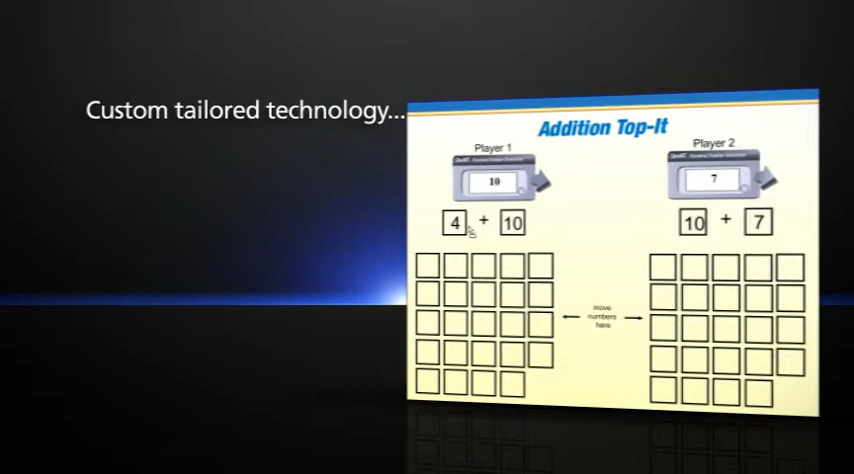 Custom tailored technology...
Addition Top-It
Player 1
Player 2
10
7
4 + 10
10 + 7
move
numbers
here